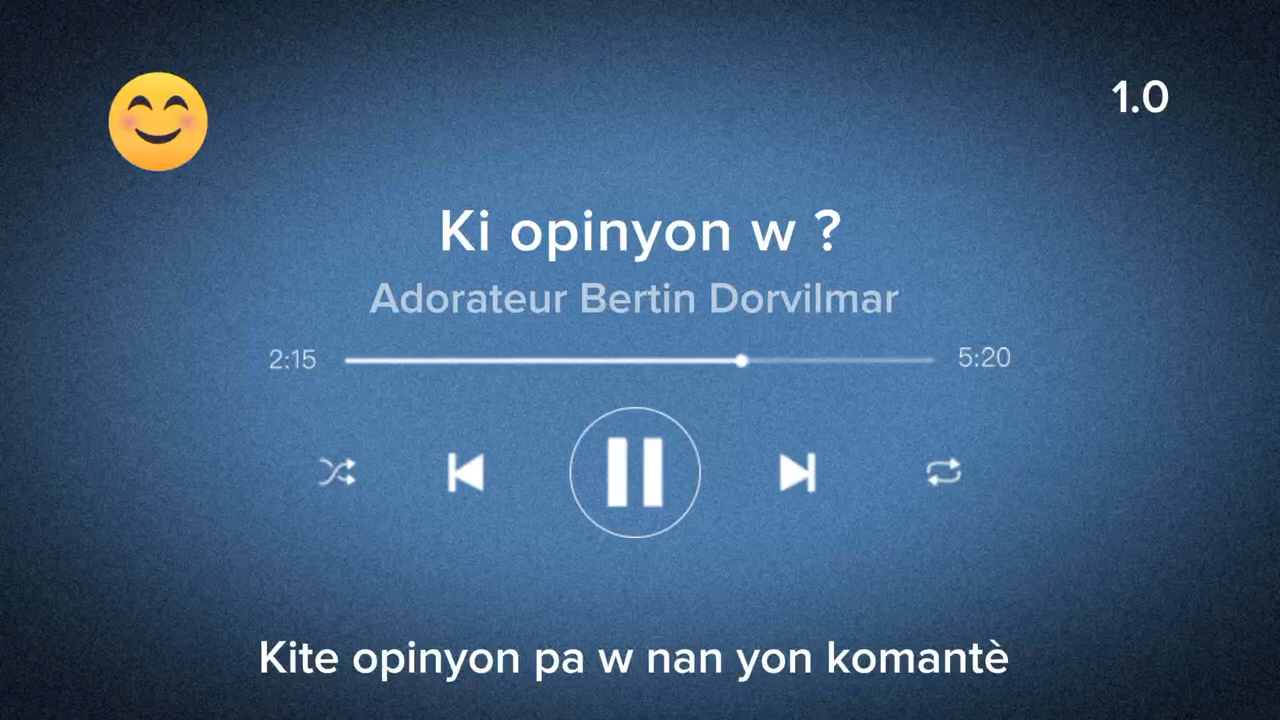 1.0
Ki opinyon w ?
Adorateur Bertin Dorvilmar
2:15 5:20
Kite opinyon pa w nan yon komantè